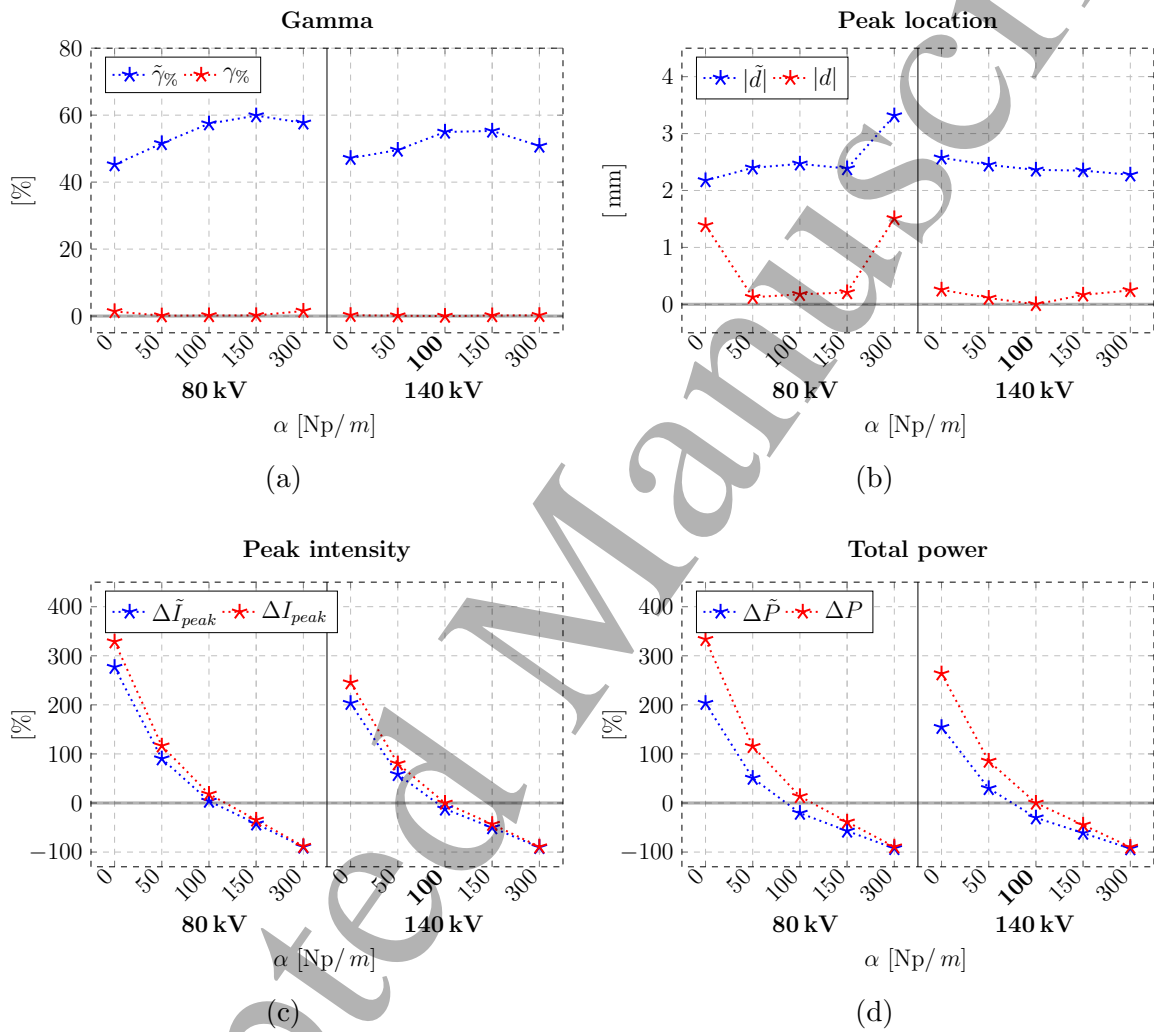 Gamma
80
60
40
20
0
[%]
γ̃% γ%
0 50 100 150 300 0 50 100 150 300
80 kV 140 kV
α [Np/ m]
(a)
Peak location
4
3
2
1
0
[ mm]
|d̃| |d|
0 50 100 150 300 0 50 100 150 300
80 kV 140 kV
α [Np/ m]
(b)
Peak intensity
400
300
200
100
0
−100
[%]
ΔĨpeak ΔIpeak
0 50 100 150 300 0 50 100 150 300
80 kV 140 kV
α [Np/ m]
(c)
Total power
400
300
200
100
0
−100
[%]
ΔP̃ ΔP
0 50 100 150 300 0 50 100 150 300
80 kV 140 kV
α [Np/ m]
(d)
pted Manuscri